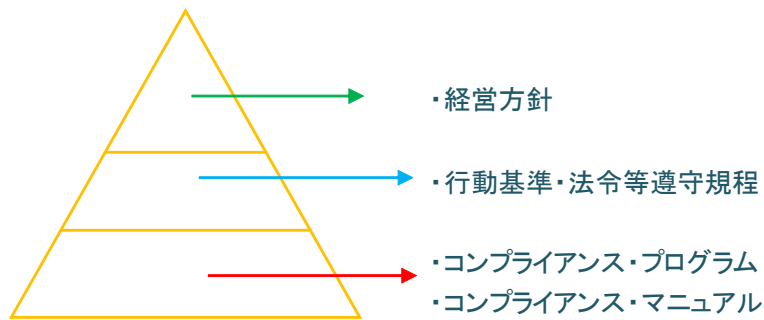 ・経営方針
・行動基準・法令等遵守規程
・コンプライアンス・プログラム
・コンプライアンス・マニュアル